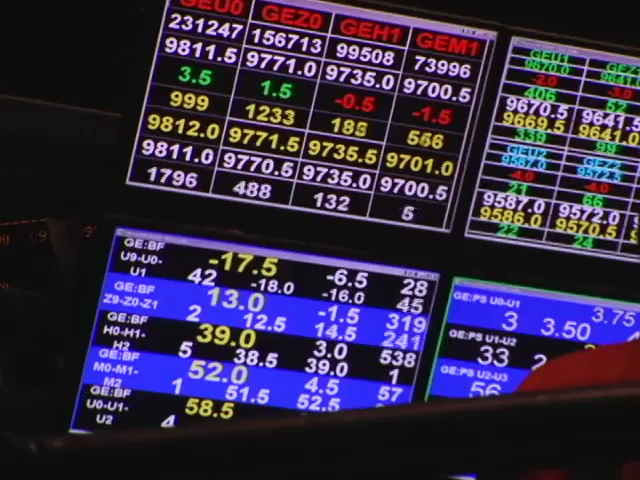 GEU0 GEZ0 GEH1 GEM1
231247 156713 99508 73996
9811.5 9771.0 9735.0 9700.5
3.5 1.5 -0.5 -1.5
999 1233 185 556
9812.0 9771.5 9735.5 9701.0
9811.0 9770.5 9735.0 9700.5
1796 488 132 5
GEU1
9670.0
-2.0 -3.0
406 52
9670.5 9641.5
9669.5 9641.0
339 99
GEU2 GEZ2
9587.0 9572.5
-4.0 -4.0
21 66
9587.0 9572.0
9586.0 9570.5
22 24
GE:BF
U9-U0-
U1
-17.5 -6.5 28
42 -18.0 -16.0 45
GE:BF
Z9-Z0-Z1
13.0 -1.5 319
2 12.5 14.5 241
GE:BF
H0-H1-
H2
39.0 3.0 538
5 38.5 39.0 1
GE:BF
M0-M1-
M2
52.0 4.5 57
1 51.5 52.5
GE:BF
U0-U1-
U2
58.5
4
GE:PS U0-U1
3.75
3 3.50
GE:PS U1-U2
33
GE:PS U2-U3
56